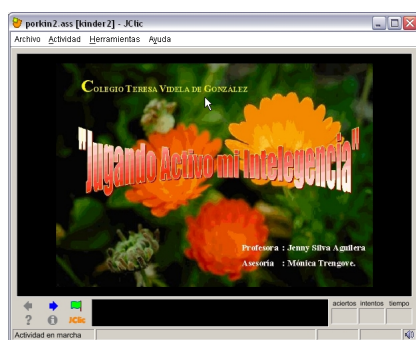 porkin2.ass [kinder2] - JClic
Archivo Actividad Herramientas Ayuda
COLEGIO TERESA VIDELA DE GONZÁLEZ
"Jugando Activo mi Intelegencia"
Profesora : Jenny Silva Aguilera
Asesoría : Mónica Trengove.
aciertos intentos tiempo
JClic
Actividad en marcha